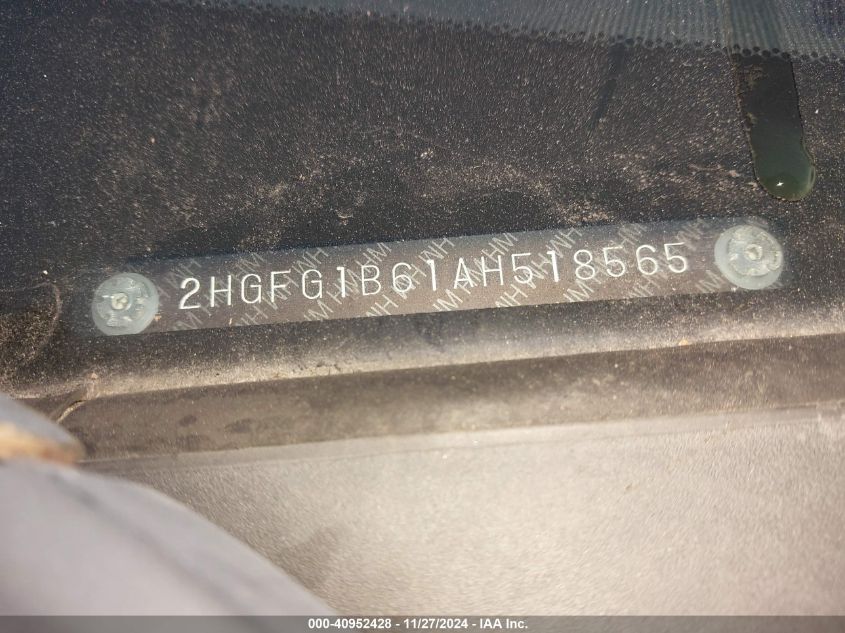 2HGFG1B61AH518565
000-40952428 - 11/27/2024 - IAA Inc.